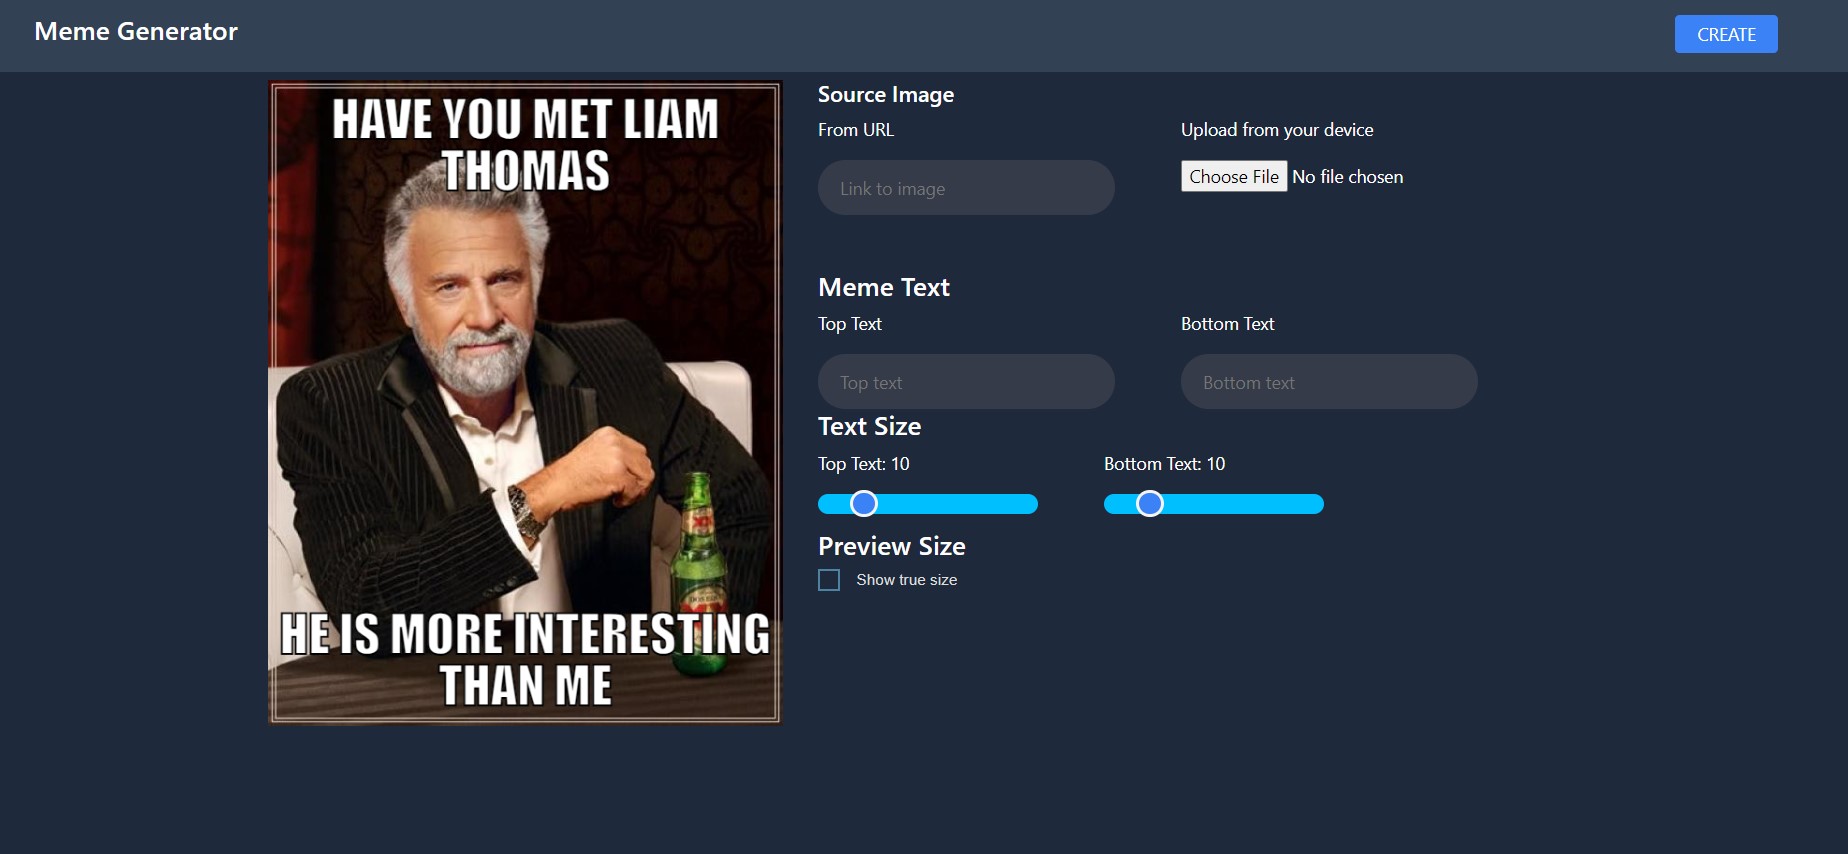 Meme Generator
CREATE
HAVE YOU MET LIAM
THOMAS
HE IS MORE INTERESTING
THAN ME
Source Image
From URL
Link to image
Upload from your device
Choose File No file chosen
Meme Text
Top Text
Top text
Bottom Text
Bottom text
Text Size
Top Text: 10
Bottom Text: 10
Preview Size
Show true size